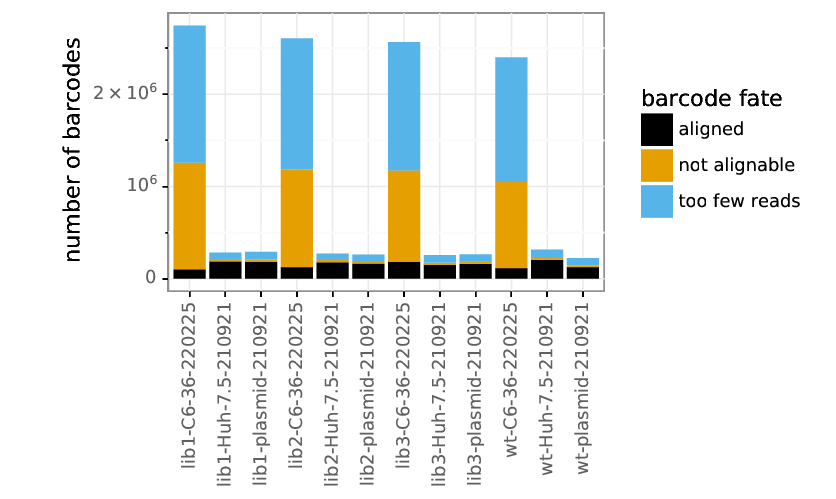 number of barcodes
2 × 10⁶
10⁶
0
lib1-C6-36-220225
lib1-Huh-7.5-210921
lib1-plasmid-210921
lib2-C6-36-220225
lib2-Huh-7.5-210921
lib2-plasmid-210921
lib3-C6-36-220225
lib3-Huh-7.5-210921
lib3-plasmid-210921
wt-C6-36-220225
wt-Huh-7.5-210921
wt-plasmid-210921
barcode fate
aligned
not alignable
too few reads